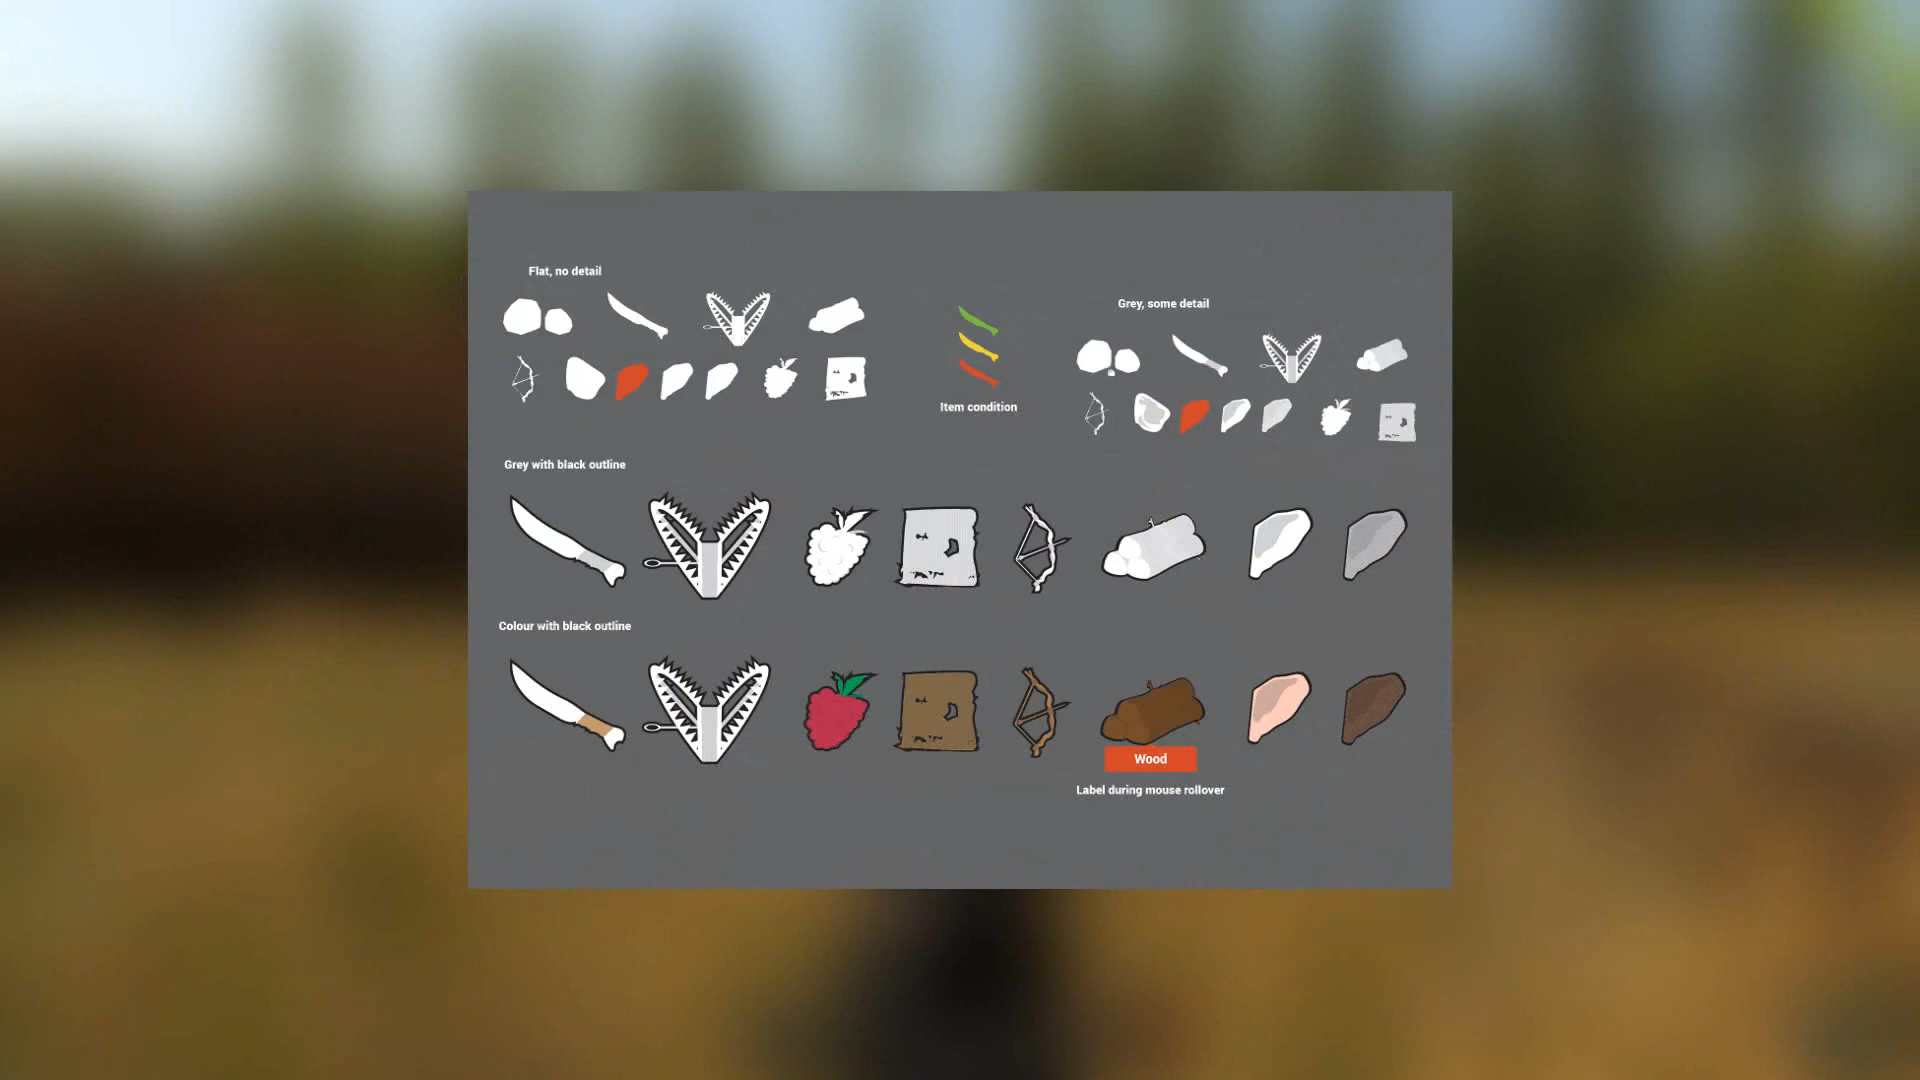 Flat, no detail
Grey, some detail
Item condition
Grey with black outline
Colour with black outline
Wood
Label during mouse rollover